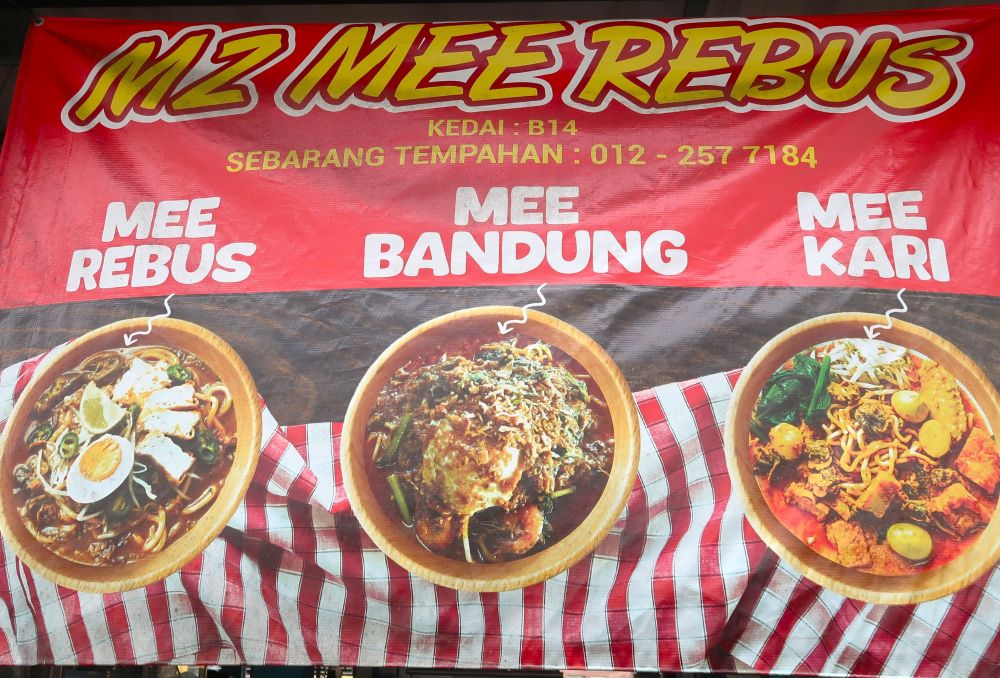 MZ MEE REBUS
KEDAI : B14
SEBARANG TEMPAHAN : 012 - 257 7184
MEE
REBUS
MEE
BANDUNG
MEE
KARI